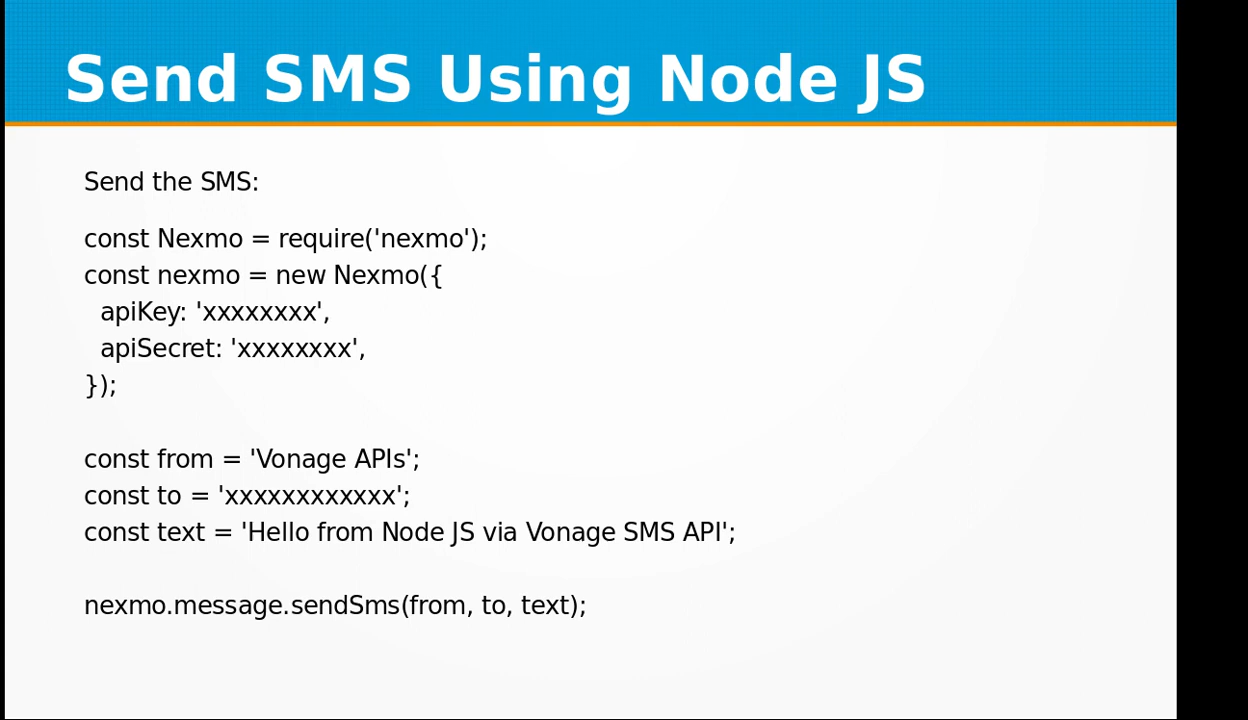 Send SMS Using Node JS
Send the SMS:
const Nexmo = require('nexmo');
const nexmo = new Nexmo({
  apiKey: 'xxxxxxxx',
  apiSecret: 'xxxxxxxx',
});
const from = 'Vonage APIs';
const to = 'xxxxxxxxxxxx';
const text = 'Hello from Node JS via Vonage SMS API';
nexmo.message.sendSms(from, to, text);